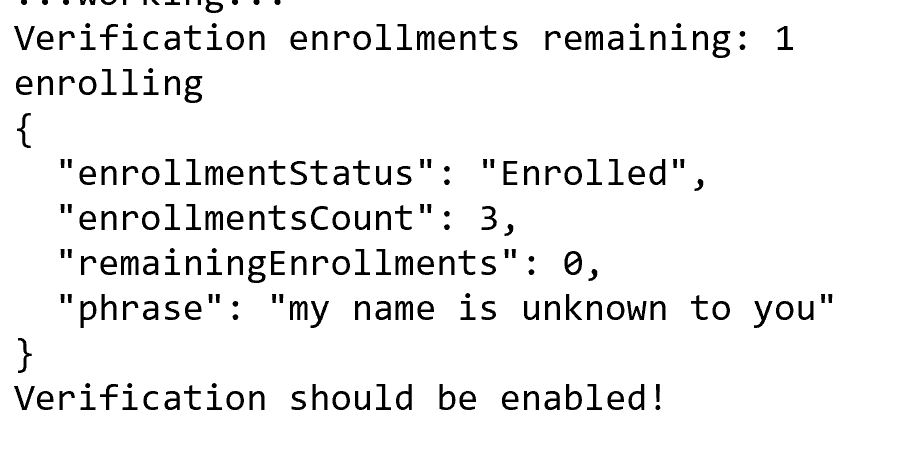 ...working...
Verification enrollments remaining: 1
enrolling
{
  "enrollmentStatus": "Enrolled",
  "enrollmentsCount": 3,
  "remainingEnrollments": 0,
  "phrase": "my name is unknown to you"
}
Verification should be enabled!